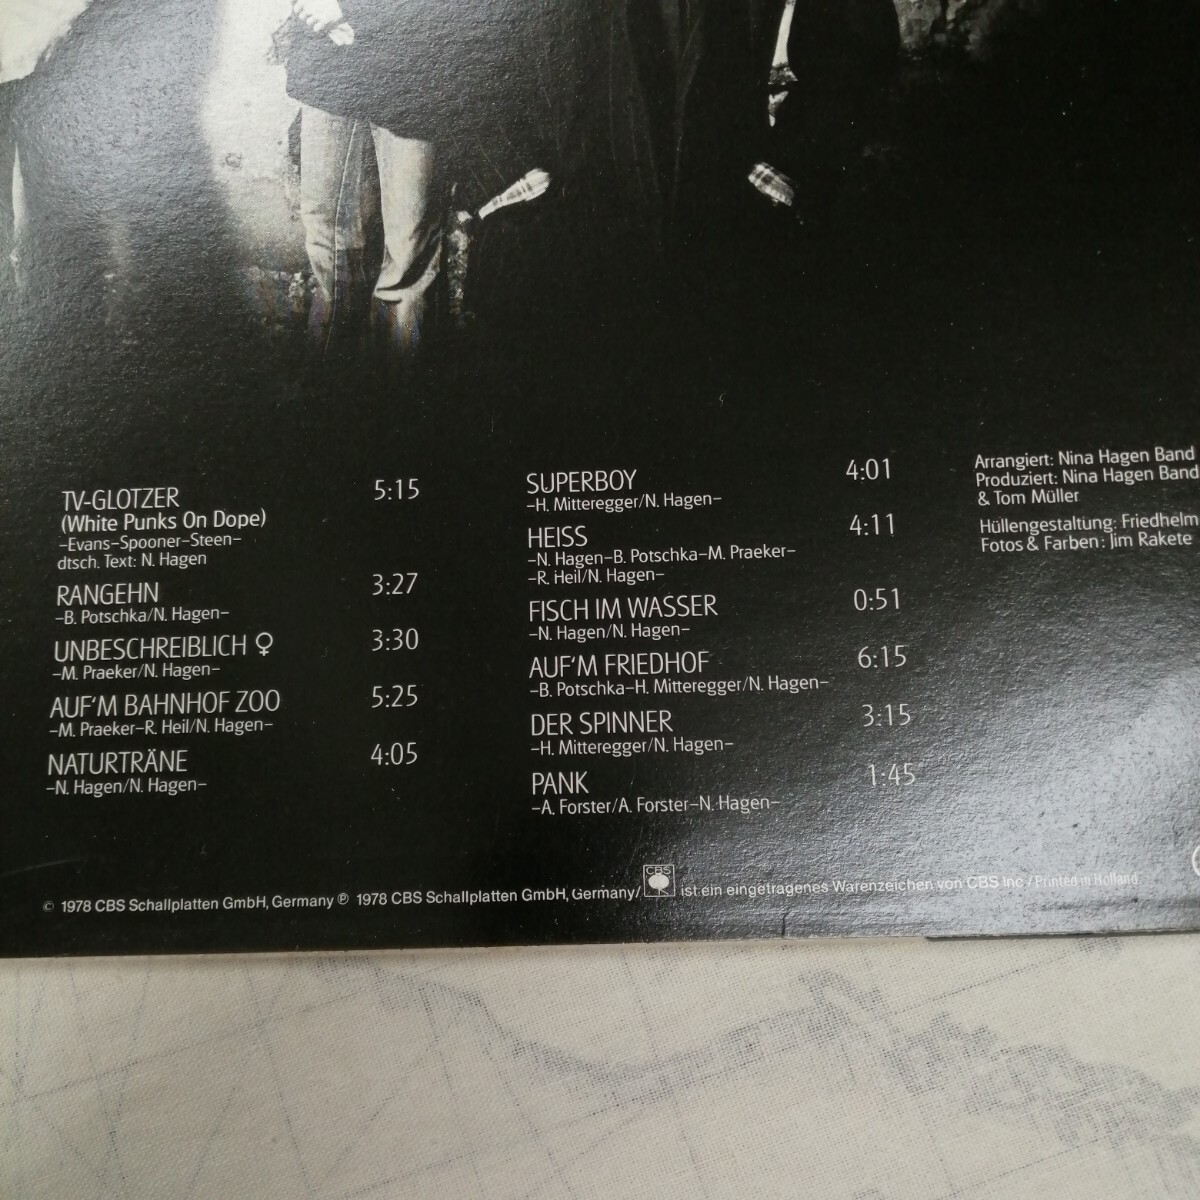 TV-GLOTZER 5:15
(White Punks On Dope)
–Evans–Spooner–Steen–
dtsch. Text: N. Hagen
RANGEHN 3:27
–B. Potschka/N. Hagen–
UNBESCHREIBLICH ♀ 3:30
–M. Praeker/N. Hagen–
AUF'M BAHNHOF ZOO 5:25
–M. Praeker–R. Heil/N. Hagen–
NATURTRÄNE 4:05
–N. Hagen/N. Hagen–
SUPERBOY 4:01
–H. Mitteregger/N. Hagen–
HEISS 4:11
–N. Hagen–B. Potschka–M. Praeker–
–R. Heil/N. Hagen–
FISCH IM WASSER 0:51
–N. Hagen/N. Hagen–
AUF'M FRIEDHOF 6:15
–B. Potschka–H. Mitteregger/N. Hagen–
DER SPINNER 3:15
–H. Mitteregger/N. Hagen–
PANK 1:45
–A. Forster/A. Forster–N. Hagen–
Arrangiert: Nina Hagen Band
Produziert: Nina Hagen Band
& Tom Müller
Hüllengestaltung: Friedhelm
Fotos & Farben: Jim Rakete
© 1978 CBS Schallplatten GmbH, Germany ℗ 1978 CBS Schallplatten GmbH, Germany/ CBS ist ein eingetragenes Warenzeichen von CBS Inc./Printed in Holland